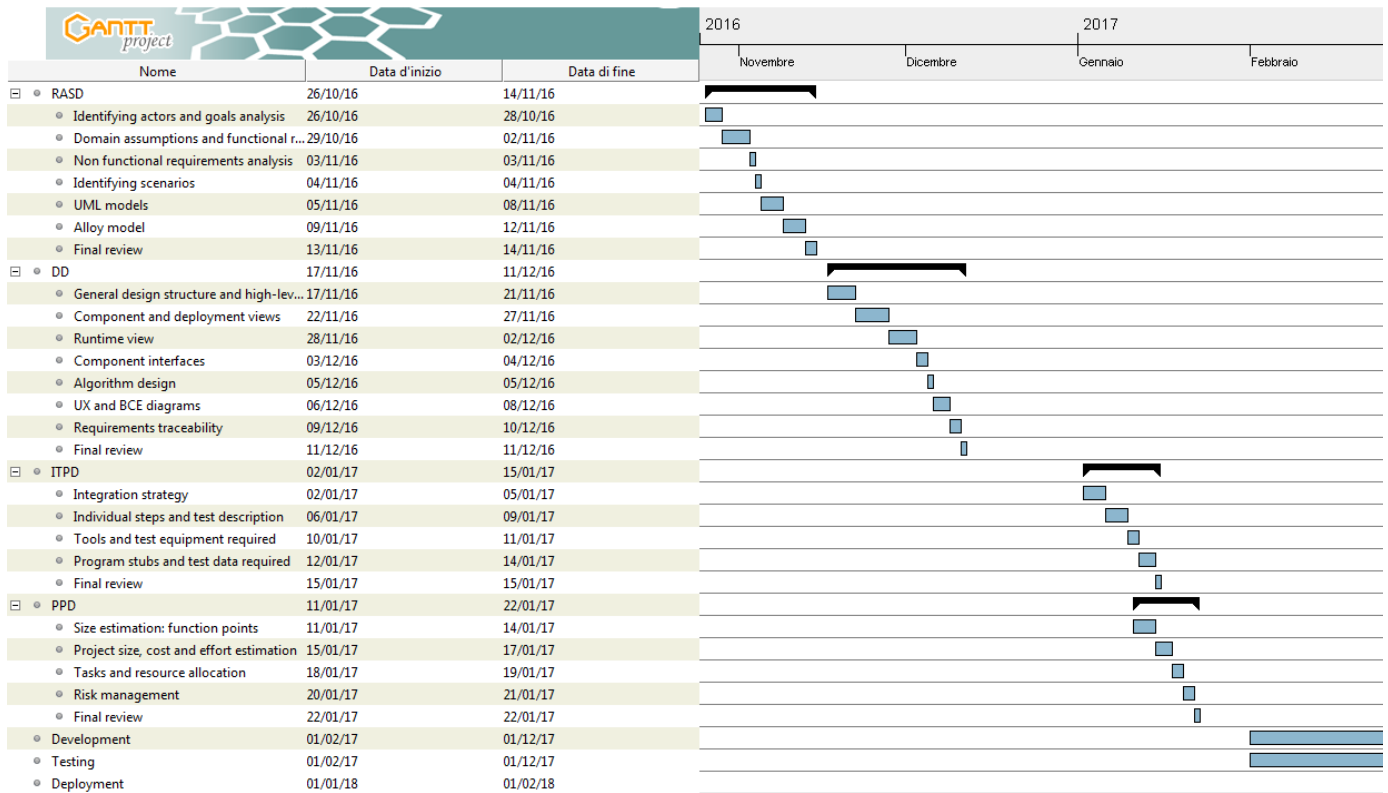 GANTT
project
2016 2017
Novembre Dicembre Gennaio Febbraio
Nome Data d'inizio Data di fine
RASD 26/10/16 14/11/16
Identifying actors and goals analysis 26/10/16 28/10/16
Domain assumptions and functional r... 29/10/16 02/11/16
Non functional requirements analysis 03/11/16 03/11/16
Identifying scenarios 04/11/16 04/11/16
UML models 05/11/16 08/11/16
Alloy model 09/11/16 12/11/16
Final review 13/11/16 14/11/16
DD 17/11/16 11/12/16
General design structure and high-lev... 17/11/16 21/11/16
Component and deployment views 22/11/16 27/11/16
Runtime view 28/11/16 02/12/16
Component interfaces 03/12/16 04/12/16
Algorithm design 05/12/16 05/12/16
UX and BCE diagrams 06/12/16 08/12/16
Requirements traceability 09/12/16 10/12/16
Final review 11/12/16 11/12/16
ITPD 02/01/17 15/01/17
Integration strategy 02/01/17 05/01/17
Individual steps and test description 06/01/17 09/01/17
Tools and test equipment required 10/01/17 11/01/17
Program stubs and test data required 12/01/17 14/01/17
Final review 15/01/17 15/01/17
PPD 11/01/17 22/01/17
Size estimation: function points 11/01/17 14/01/17
Project size, cost and effort estimation 15/01/17 17/01/17
Tasks and resource allocation 18/01/17 19/01/17
Risk management 20/01/17 21/01/17
Final review 22/01/17 22/01/17
Development 01/02/17 01/12/17
Testing 01/02/17 01/12/17
Deployment 01/01/18 01/02/18